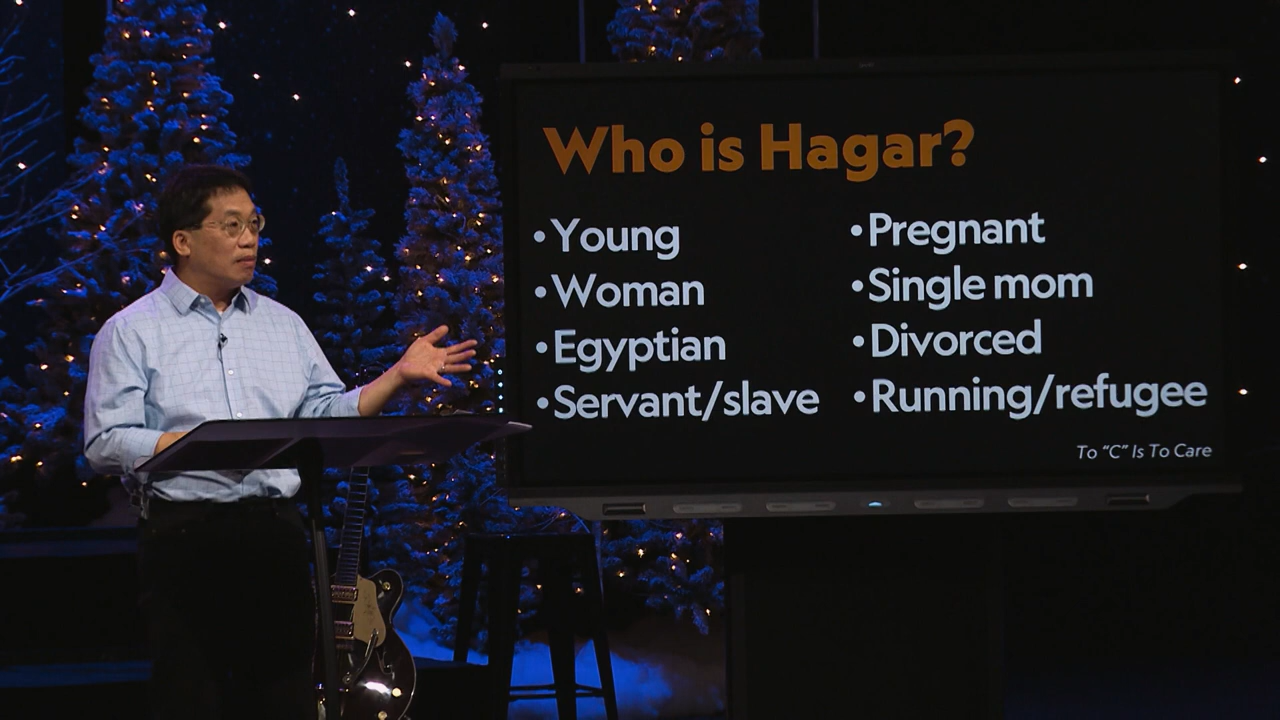 Who is Hagar?
•Young
•Woman
•Egyptian
•Servant/slave
•Pregnant
•Single mom
•Divorced
•Running/refugee
To "C" Is To Care